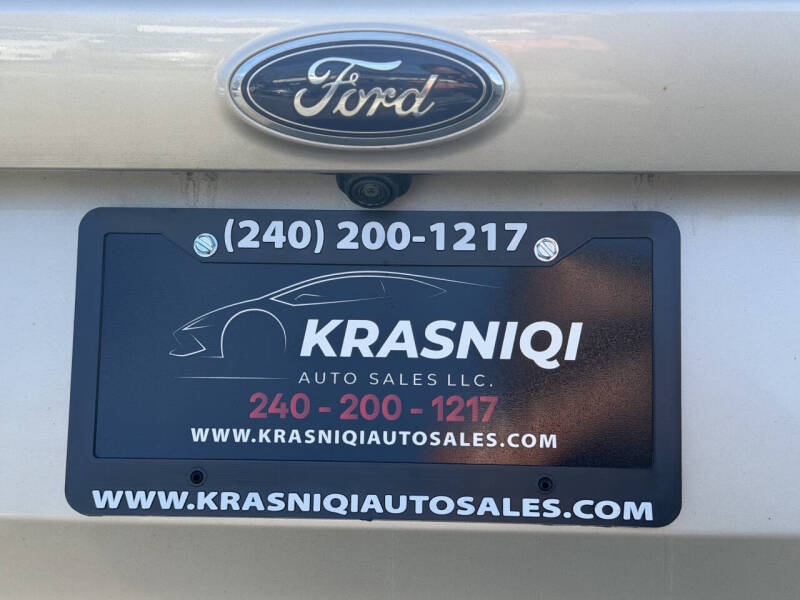 Ford
(240) 200-1217
KRASNIQI
AUTO SALES LLC.
240 - 200 - 1217
WWW.KRASNIQIAUTOSALES.COM
WWW.KRASNIQIAUTOSALES.COM